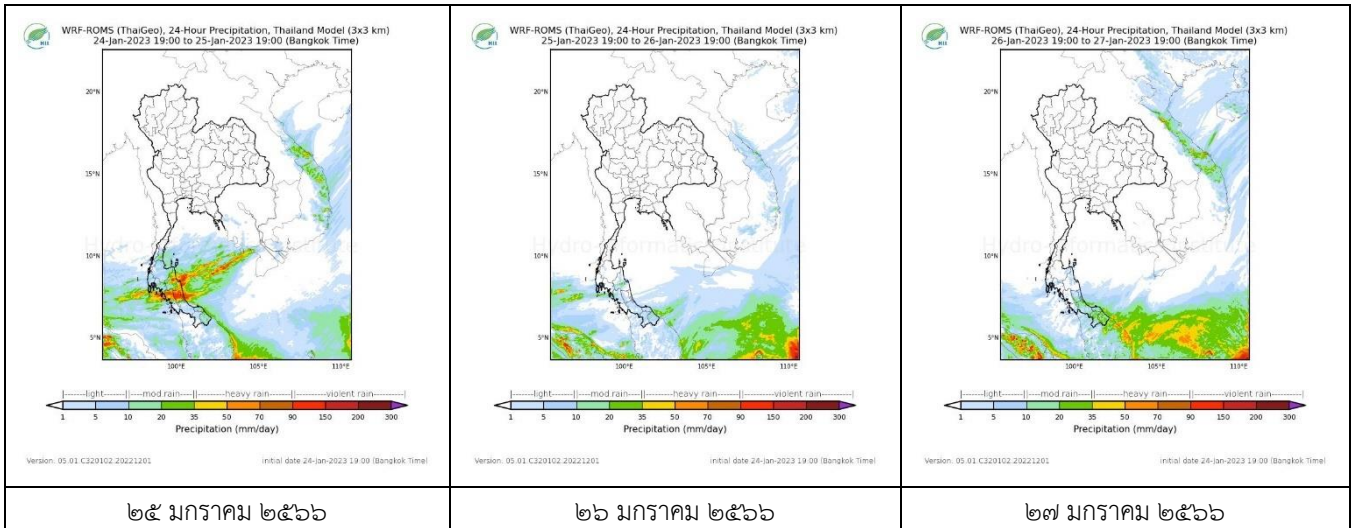 WRF-ROMS (ThaiGeo), 24-Hour Precipitation, Thailand Model (3x3 km)
24-Jan-2023 19:00 to 25-Jan-2023 19:00 (Bangkok Time)
HII
20°N
15°N
10°N
5°N
100°E 105°E 110°E
Hydro-Informatics Institute
light mod.rain heavy rain violent rain
1 5 10 20 35 50 70 90 150 200 300
Precipitation (mm/day)
Version: 05.01.C320102.20221201 initial date 24-Jan-2023 19:00 (Bangkok Time)
๒๕ มกราคม ๒๕๖๖
WRF-ROMS (ThaiGeo), 24-Hour Precipitation, Thailand Model (3x3 km)
25-Jan-2023 19:00 to 26-Jan-2023 19:00 (Bangkok Time)
HII
20°N
15°N
10°N
5°N
100°E 105°E 110°E
Hydro-Informatics Institute
light mod.rain heavy rain violent rain
1 5 10 20 35 50 70 90 150 200 300
Precipitation (mm/day)
Version: 05.01.C320102.20221201 initial date 24-Jan-2023 19:00 (Bangkok Time)
๒๖ มกราคม ๒๕๖๖
WRF-ROMS (ThaiGeo), 24-Hour Precipitation, Thailand Model (3x3 km)
26-Jan-2023 19:00 to 27-Jan-2023 19:00 (Bangkok Time)
HII
20°N
15°N
10°N
5°N
100°E 105°E 110°E
Hydro-Informatics Institute
light mod.rain heavy rain violent rain
1 5 10 20 35 50 70 90 150 200 300
Precipitation (mm/day)
Version: 05.01.C320102.20221201 initial date 24-Jan-2023 19:00 (Bangkok Time)
๒๗ มกราคม ๒๕๖๖